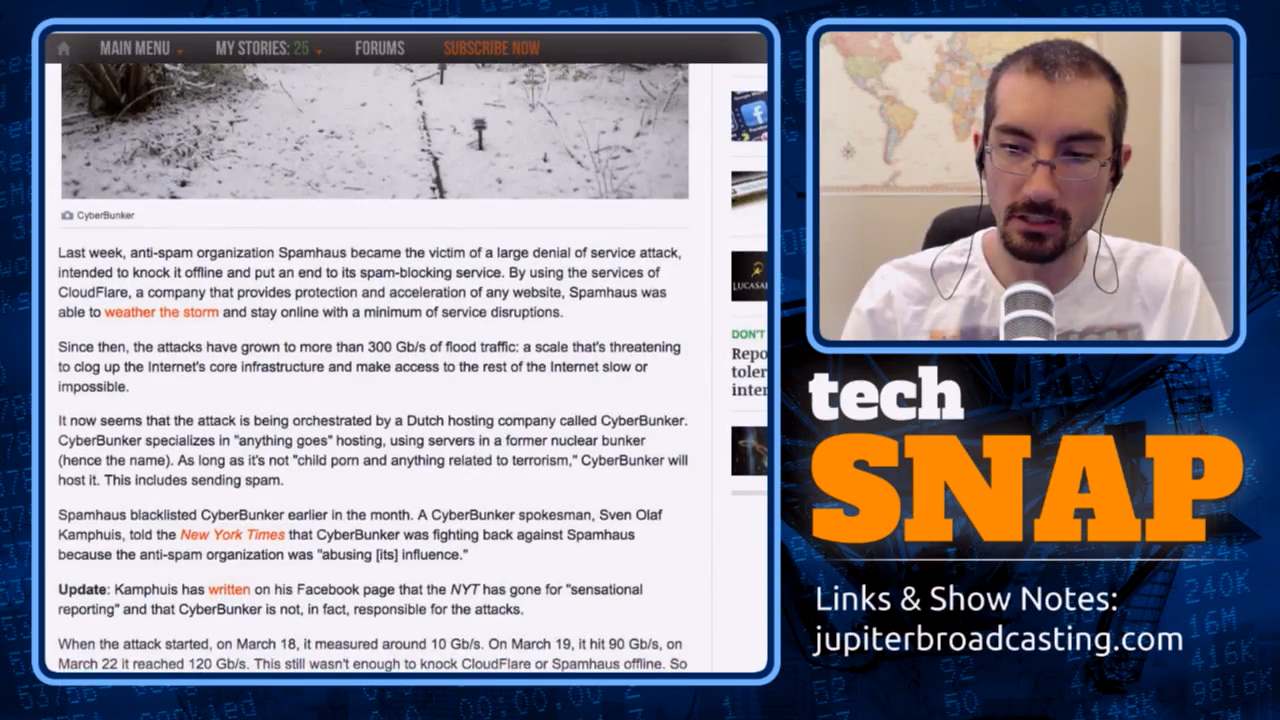 MAIN MENU
MY STORIES: 25
FORUMS
SUBSCRIBE NOW
CyberBunker
Last week, anti-spam organization Spamhaus became the victim of a large denial of service attack,
intended to knock it offline and put an end to its spam-blocking service. By using the services of
CloudFlare, a company that provides protection and acceleration of any website, Spamhaus was
able to weather the storm and stay online with a minimum of service disruptions.
Since then, the attacks have grown to more than 300 Gb/s of flood traffic: a scale that's threatening
to clog up the Internet's core infrastructure and make access to the rest of the Internet slow or
impossible.
It now seems that the attack is being orchestrated by a Dutch hosting company called CyberBunker.
CyberBunker specializes in "anything goes" hosting, using servers in a former nuclear bunker
(hence the name). As long as it's not "child porn and anything related to terrorism," CyberBunker will
host it. This includes sending spam.
Spamhaus blacklisted CyberBunker earlier in the month. A CyberBunker spokesman, Sven Olaf
Kamphuis, told the New York Times that CyberBunker was fighting back against Spamhaus
because the anti-spam organization was "abusing [its] influence."
Update: Kamphuis has written on his Facebook page that the NYT has gone for "sensational
reporting" and that CyberBunker is not, in fact, responsible for the attacks.
When the attack started, on March 18, it measured around 10 Gb/s. On March 19, it hit 90 Gb/s, on
March 22 it reached 120 Gb/s. This still wasn't enough to knock CloudFlare or Spamhaus offline. So
LUCASA
DON'T
Repo
toler
inter
tech
SNAP
Links & Show Notes:
jupiterbroadcasting.com